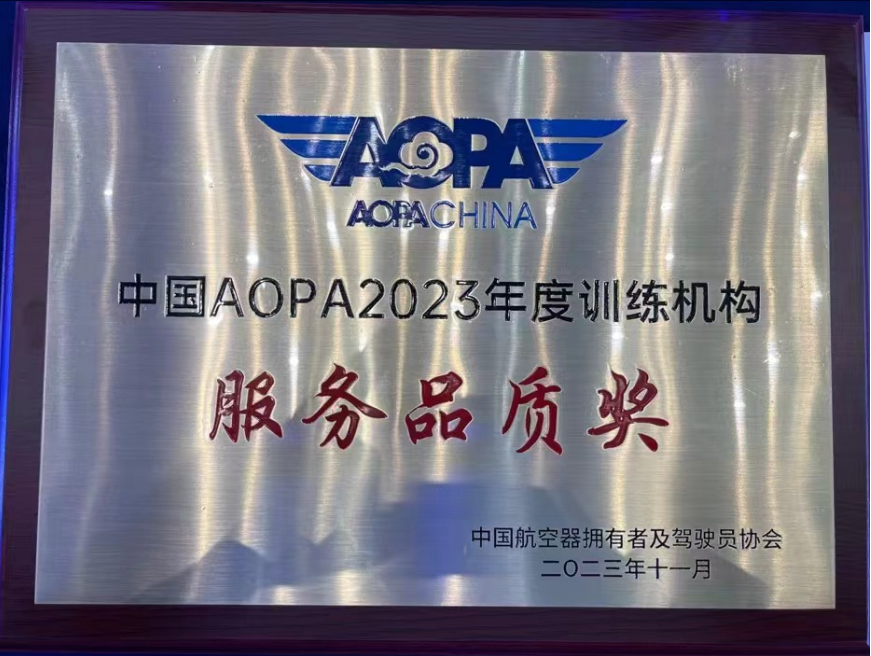 AOPA
AOPA CHINA
中国AOPA2023年度训练机构
服务品质奖
中国航空器拥有者及驾驶员协会
二〇二三年十一月